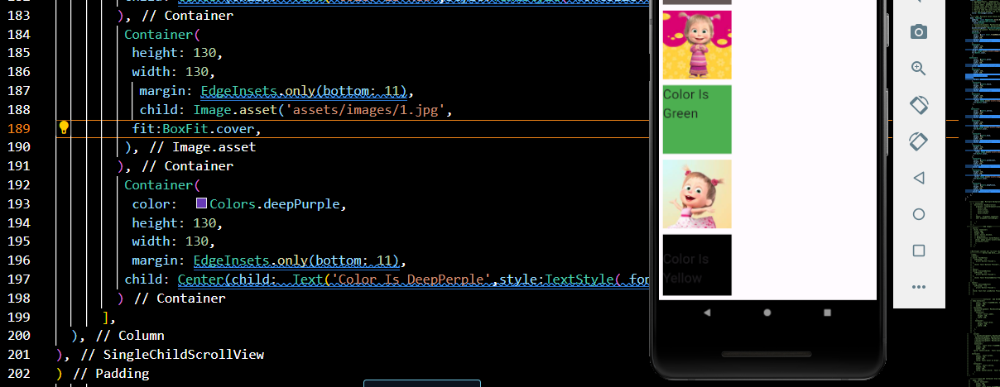 183 ), // Container
184 Container(
185 height: 130,
186 width: 130,
187 margin: EdgeInsets.only(bottom: 11),
188 child: Image.asset('assets/images/1.jpg',
189 fit:BoxFit.cover,
190 ), // Image.asset
191 ), // Container
192 Container(
193 color: Colors.deepPurple,
194 height: 130,
195 width: 130,
196 margin: EdgeInsets.only(bottom: 11),
197 child: Center(child: Text('Color Is DeepPerple',style:TextStyle( fon
198 ) // Container
199 ],
200 ), // Column
201 ), // SingleChildScrollView
202 ) // Padding
Color Is
Green
Color Is
Yellow